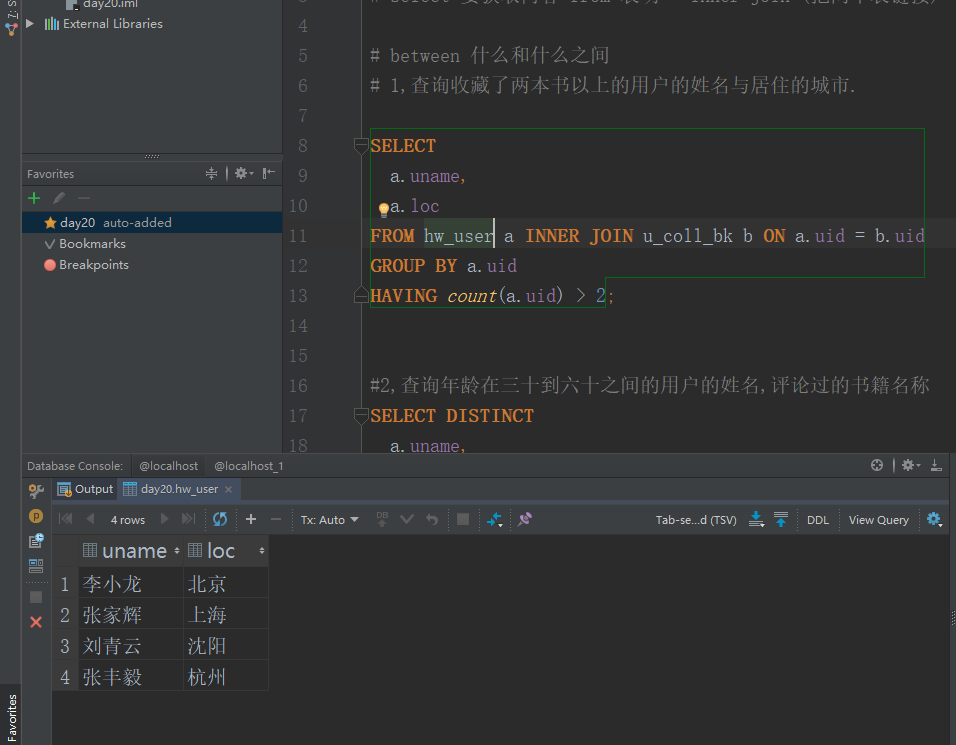 day20.iml
External Libraries
Favorites
day20 auto-added
Bookmarks
Breakpoints
4
5 # between 什么和什么之间
6 # 1,查询收藏了两本书以上的用户的姓名与居住的城市.
7
8 SELECT
9 a.uname,
10 a.loc
11 FROM hw_user a INNER JOIN u_coll_bk b ON a.uid = b.uid
12 GROUP BY a.uid
13 HAVING count(a.uid) > 2;
14
15
16 #2,查询年龄在三十到六十之间的用户的姓名,评论过的书籍名称
17 SELECT DISTINCT
18 a.uname,
Database Console: @localhost @localhost_1
Output day20.hw_user
4 rows Tx: Auto DB Tab-se...d (TSV) DDL View Query
uname loc
1 李小龙 北京
2 张家辉 上海
3 刘青云 沈阳
4 张丰毅 杭州
Favorites